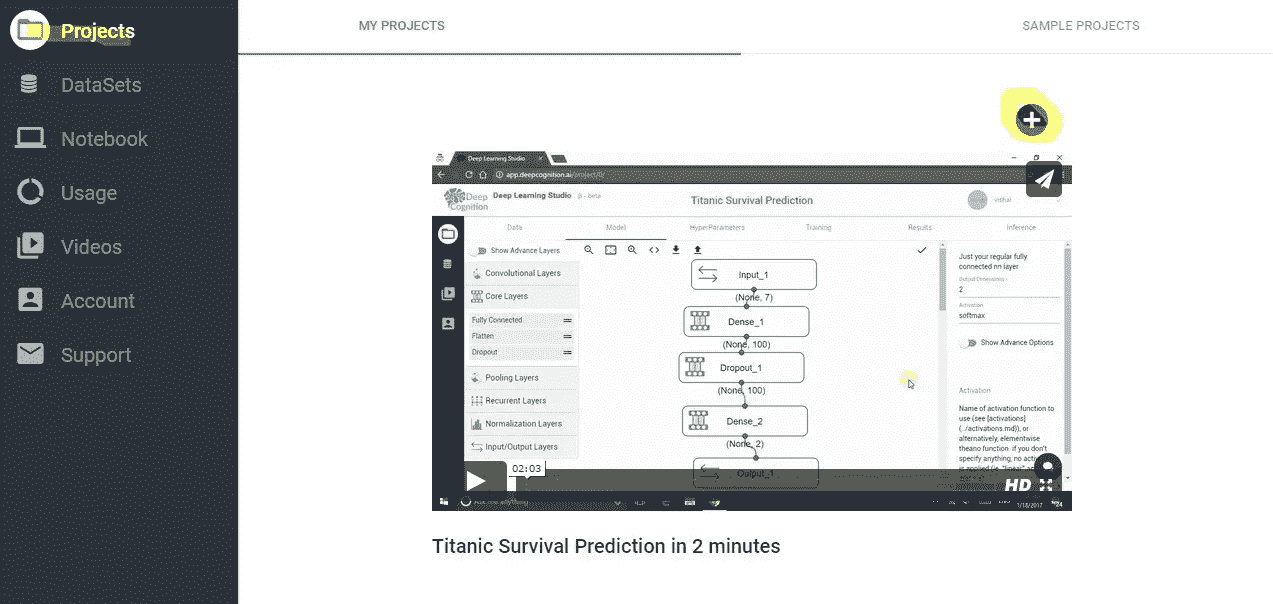 Projects
DataSets
Notebook
Usage
Videos
Account
Support
MY PROJECTS
SAMPLE PROJECTS
Deep Learning Studio
app.deepcognition.ai/project/0/
Deep
Cognition
Deep Learning Studio
β - beta
Titanic Survival Prediction
vishal
Data
Model
HyperParameters
Training
Results
Inference
Show Advance Layers
Convolutional Layers
Core Layers
Fully Connected
Flatten
Dropout
Pooling Layers
Recurrent Layers
Normalization Layers
Input/Output Layers
Input_1
(None, 7)
Dense_1
(None, 100)
Dropout_1
(None, 100)
Dense_2
(None, 2)
Output_1
Just your regular fully
connected nn layer.
Output Dimensions
2
Activation
softmax
Show Advance Options
Activation
Name of activation function to
use (see [activations]
(../activations.md)), or
alternatively, elementwise
theano function. if you don't
specify anything, no
is applied (ie. "linear"
02:03
HD
Ask me anything
1/18/2017
24
Titanic Survival Prediction in 2 minutes